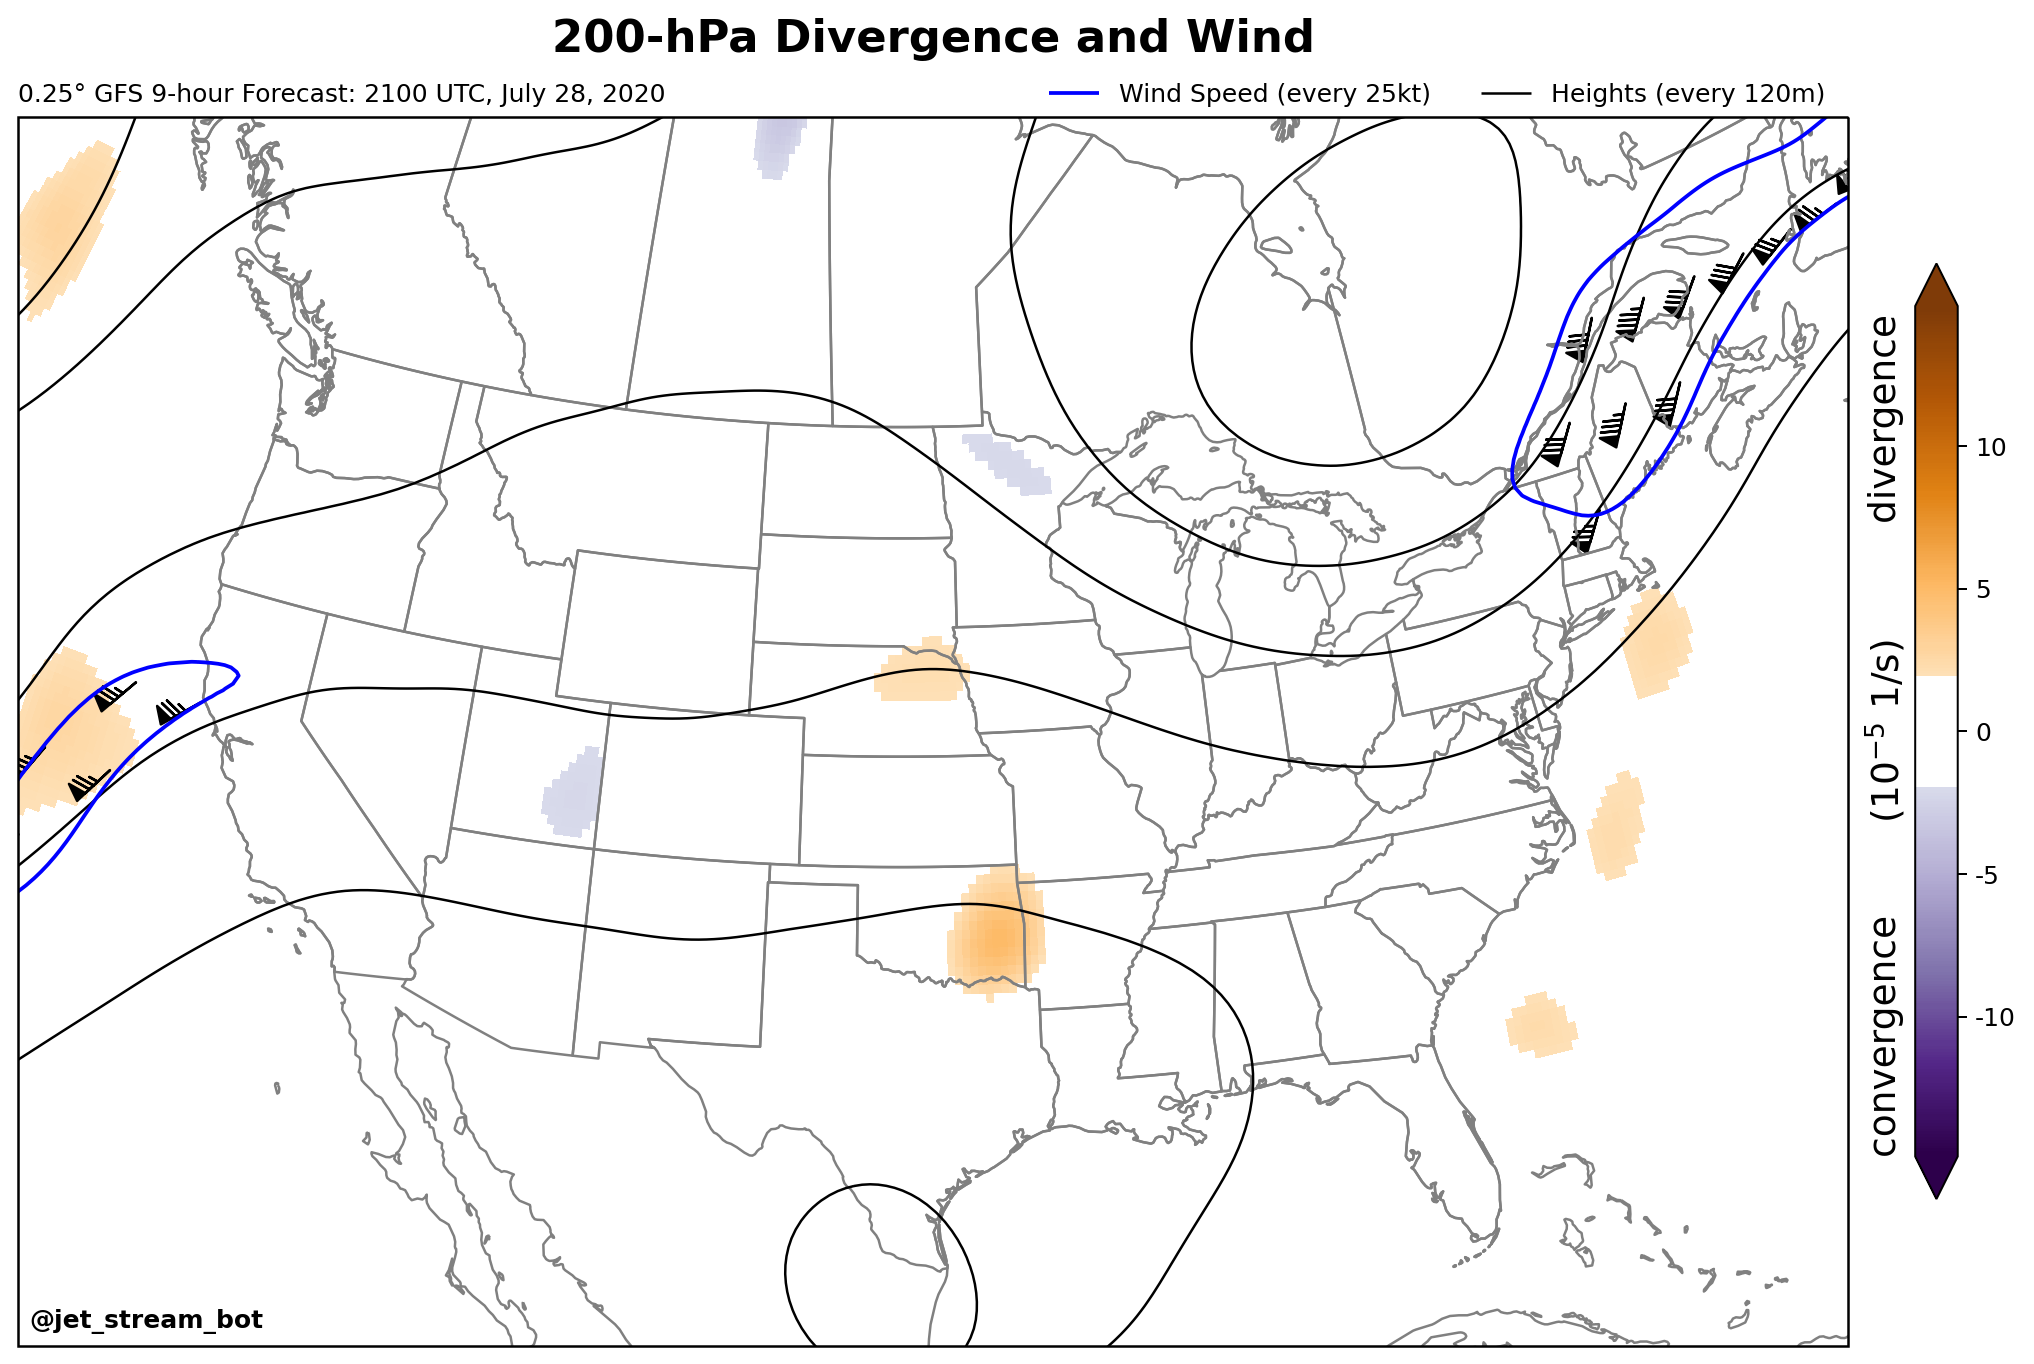 200-hPa Divergence and Wind
0.25° GFS 9-hour Forecast: 2100 UTC, July 28, 2020
Wind Speed (every 25kt)
Heights (every 120m)
divergence
(10⁻⁵ 1/s)
convergence
10
5
0
-5
-10
@jet_stream_bot